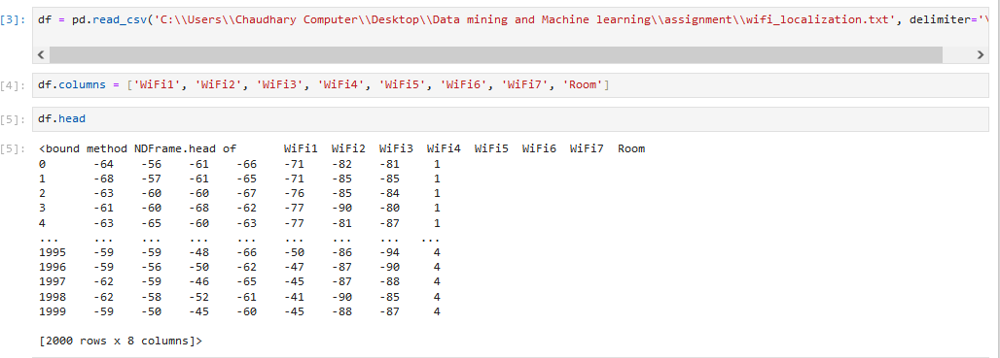 [3]: df = pd.read_csv('C:\\Users\\Chaudhary Computer\\Desktop\\Data mining and Machine learning\\assignment\\wifi_localization.txt', delimiter='\
[4]: df.columns = ['WiFi1', 'WiFi2', 'WiFi3', 'WiFi4', 'WiFi5', 'WiFi6', 'WiFi7', 'Room']
[5]: df.head
[5]: <bound method NDFrame.head of      WiFi1  WiFi2  WiFi3  WiFi4  WiFi5  WiFi6  WiFi7  Room
0 -64 -56 -61 -66 -71 -82 -81 1
1 -68 -57 -61 -65 -71 -85 -85 1
2 -63 -60 -60 -67 -76 -85 -84 1
3 -61 -60 -68 -62 -77 -90 -80 1
4 -63 -65 -60 -63 -77 -81 -87 1
... ... ... ... ... ... ... ... ...
1995 -59 -59 -48 -66 -50 -86 -94 4
1996 -59 -56 -50 -62 -47 -87 -90 4
1997 -62 -59 -46 -65 -45 -87 -88 4
1998 -62 -58 -52 -61 -41 -90 -85 4
1999 -59 -50 -45 -60 -45 -88 -87 4
[2000 rows x 8 columns]>